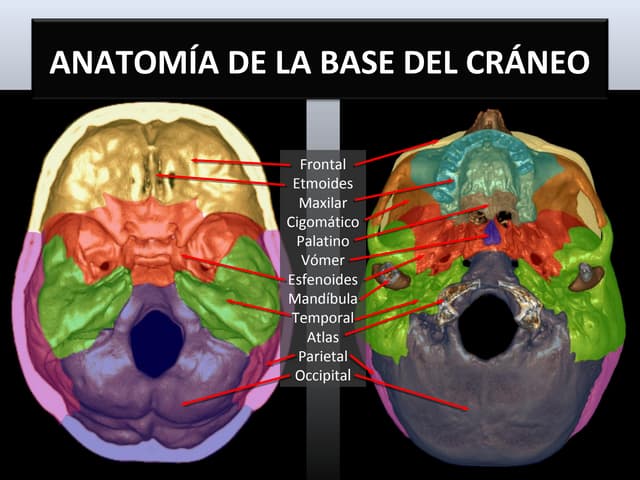 ANATOMÍA DE LA BASE DEL CRÁNEO
Frontal
Etmoides
Maxilar
Cigomático
Palatino
Vómer
Esfenoides
Mandíbula
Temporal
Atlas
Parietal
Occipital